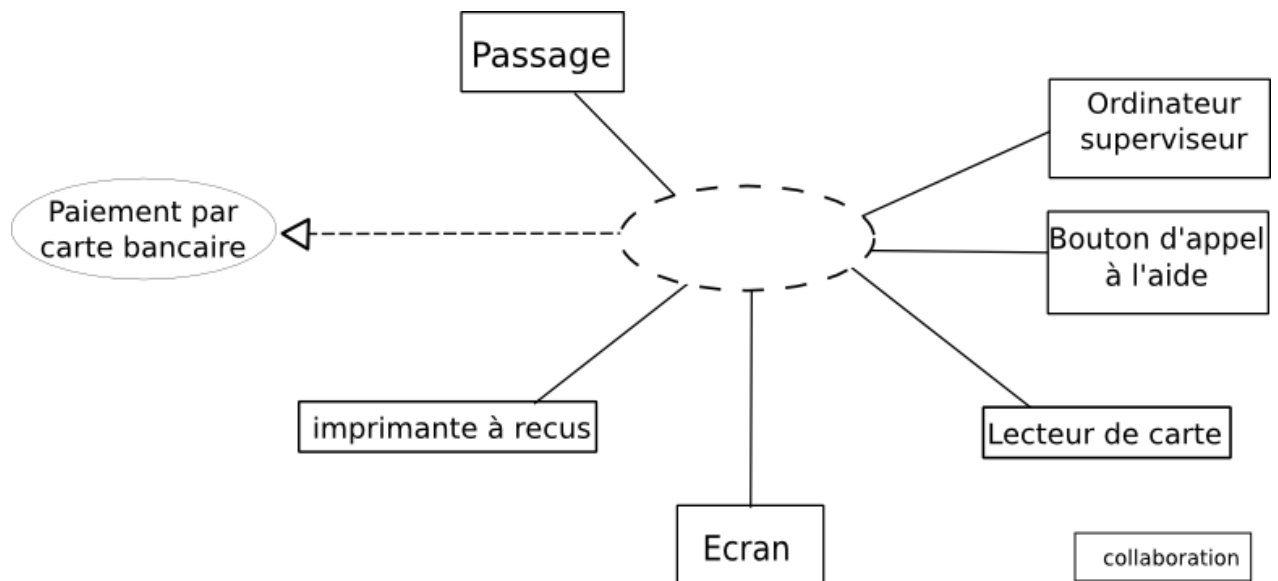 Passage
Ordinateur
superviseur
Paiement par
carte bancaire
Bouton d'appel
à l'aide
imprimante à recus
Lecteur de carte
Ecran
collaboration